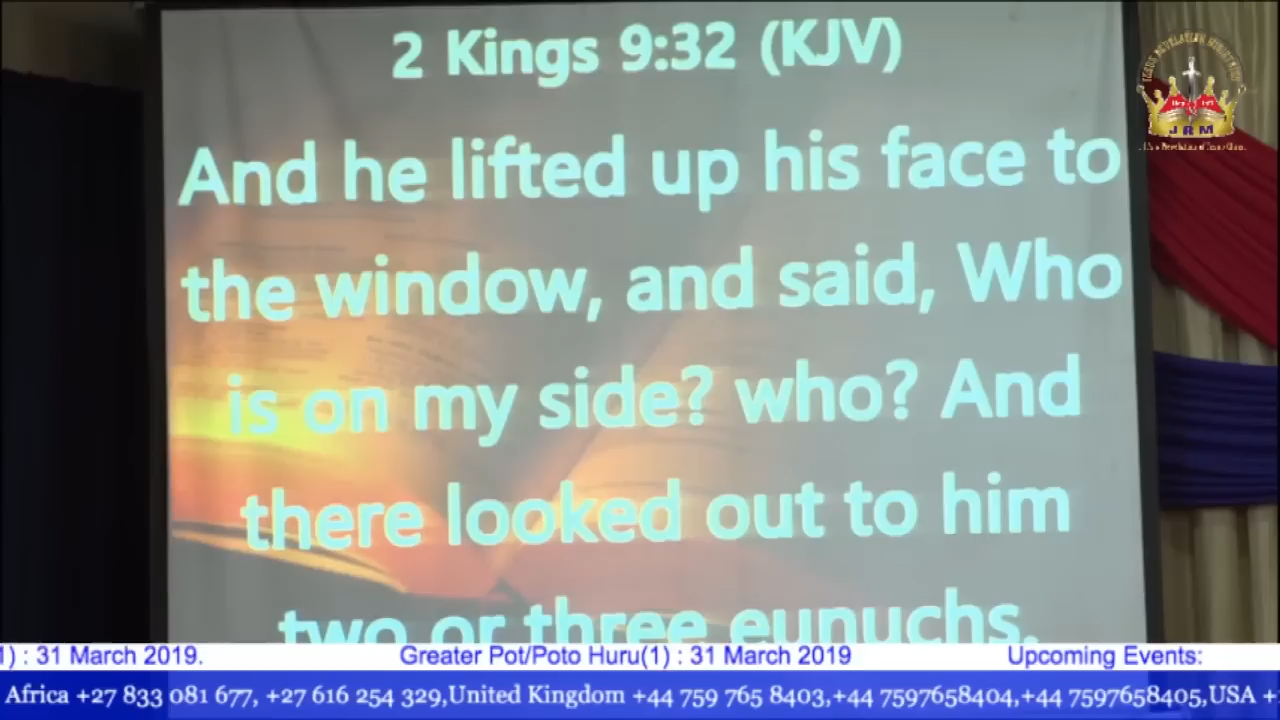 2 Kings 9:32 (KJV)
And he lifted up his face to
the window, and said, Who
is on my side? who? And
there looked out to him
two or three eunuchs.
JRM
1) : 31 March 2019. Greater Pot/Poto Huru(1) : 31 March 2019 Upcoming Events:
Africa +27 833 081 677, +27 616 254 329,United Kingdom +44 759 765 8403,+44 7597658404,+44 7597658405,USA +